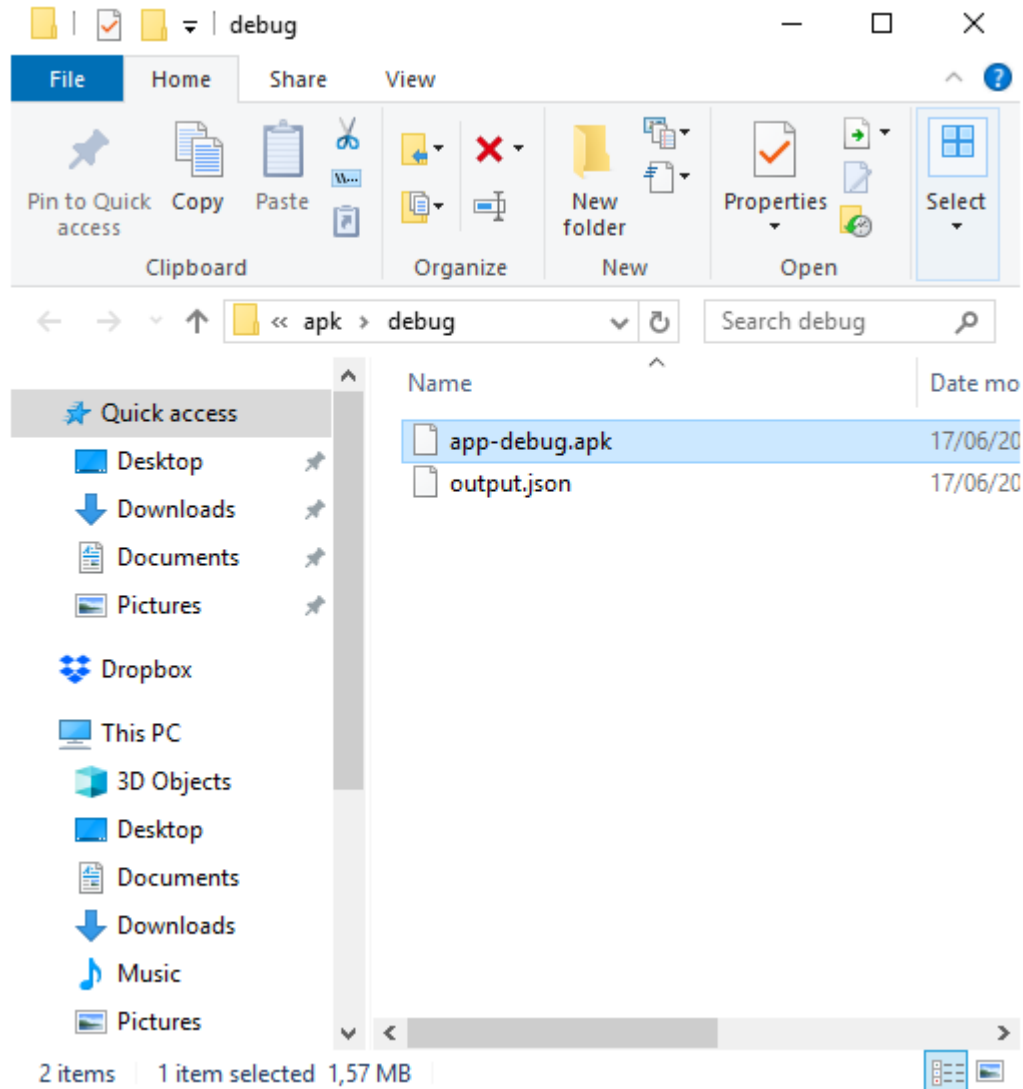 debug
File Home Share View
Pin to Quick access
Copy
Paste
W...
New folder
Properties
Select
Clipboard Organize New Open
« apk › debug
Search debug
Name Date mo
Quick access
Desktop
Downloads
Documents
Pictures
Dropbox
This PC
3D Objects
Desktop
Documents
Downloads
Music
Pictures
app-debug.apk 17/06/20
output.json 17/06/20
2 items 1 item selected 1,57 MB